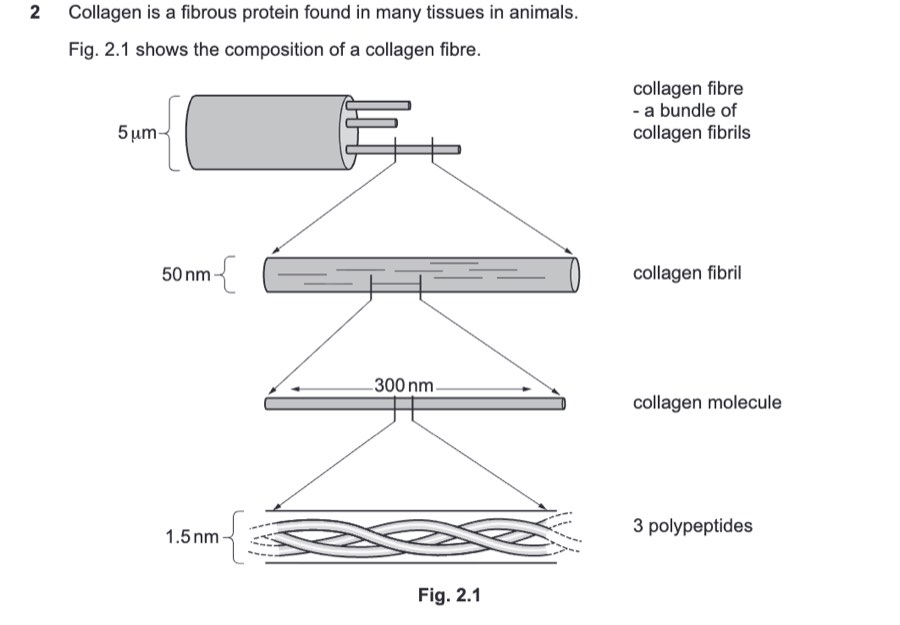 2 Collagen is a fibrous protein found in many tissues in animals.
Fig. 2.1 shows the composition of a collagen fibre.
collagen fibre
- a bundle of
collagen fibrils
5 µm
50 nm
collagen fibril
300 nm
collagen molecule
1.5 nm
3 polypeptides
Fig. 2.1